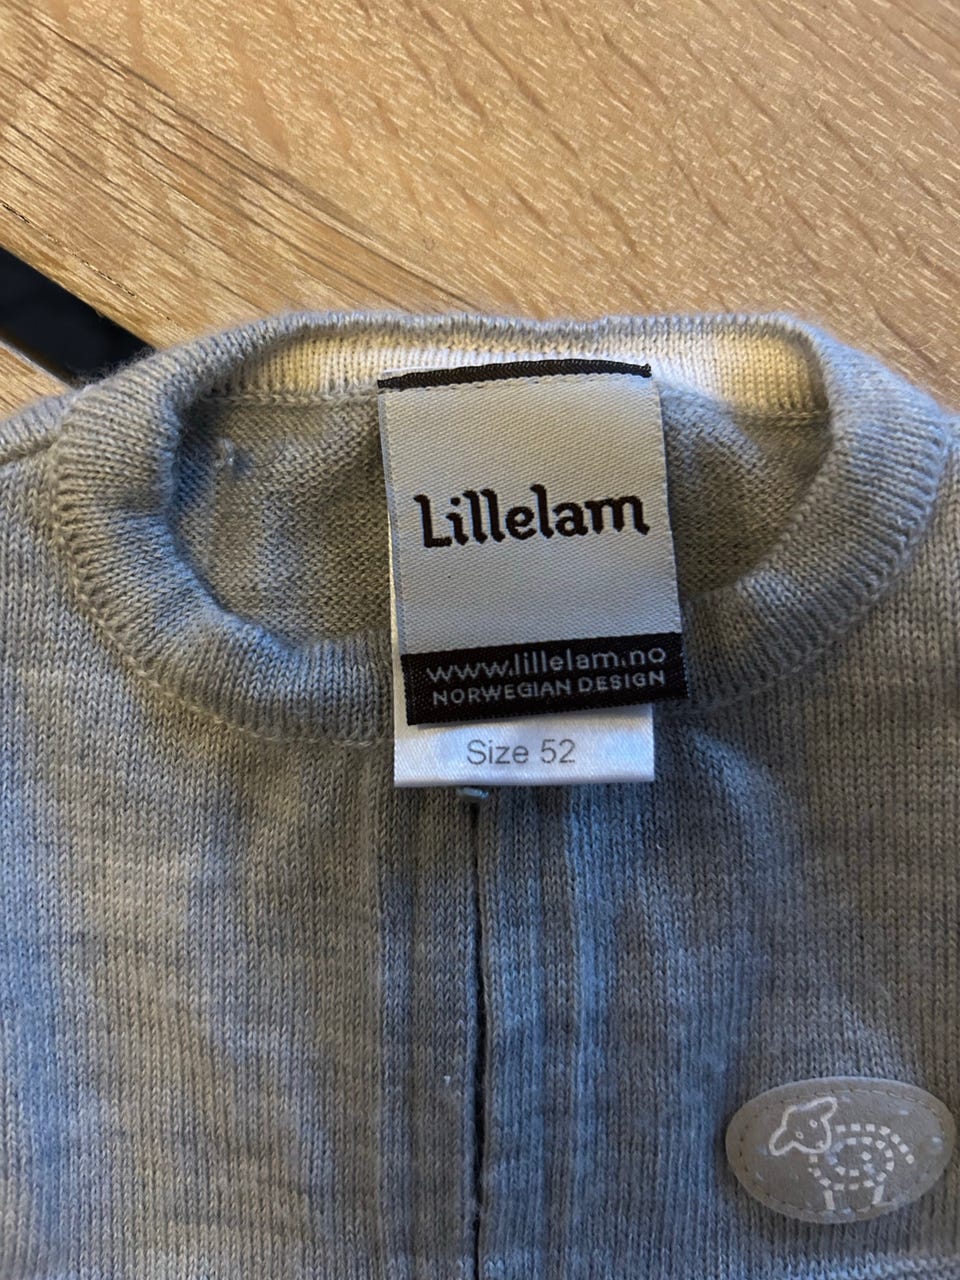 Lillelam
www.lillelam.no
NORWEGIAN DESIGN
Size 52